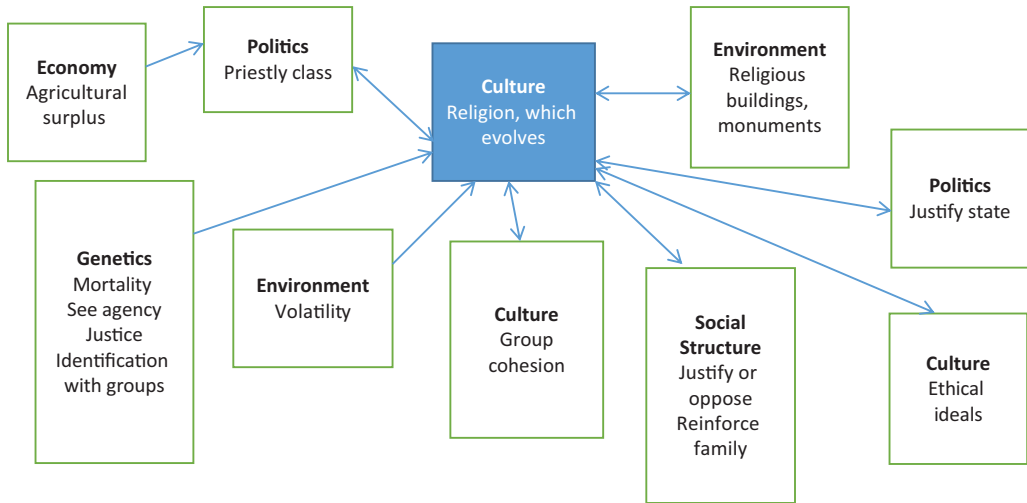 Economy
Agricultural
surplus
Politics
Priestly class
Culture
Religion, which
evolves
Environment
Religious
buildings,
monuments
Politics
Justify state
Genetics
Mortality
See agency
Justice
Identification
with groups
Environment
Volatility
Culture
Group
cohesion
Social
Structure
Justify or
oppose
Reinforce
family
Culture
Ethical
ideals